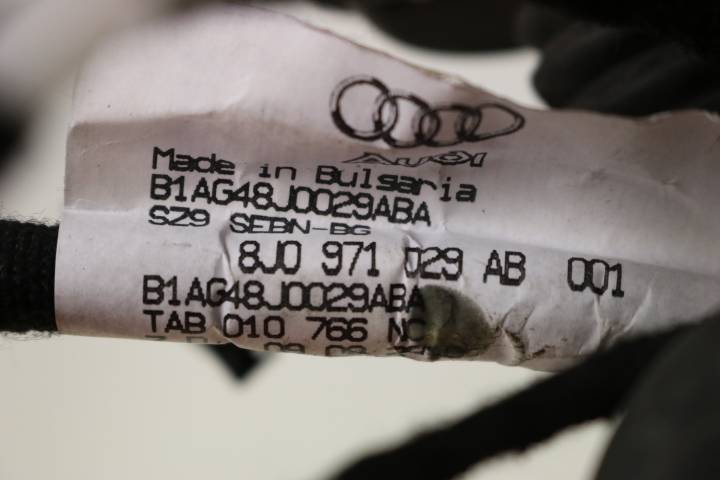 Audi
Made in Bulgaria
B1AG48J0029ABA
SZ9 SEBN-BG
8J0 971 029 AB 001
B1AG48J0029ABA
TAB 010 766 NC